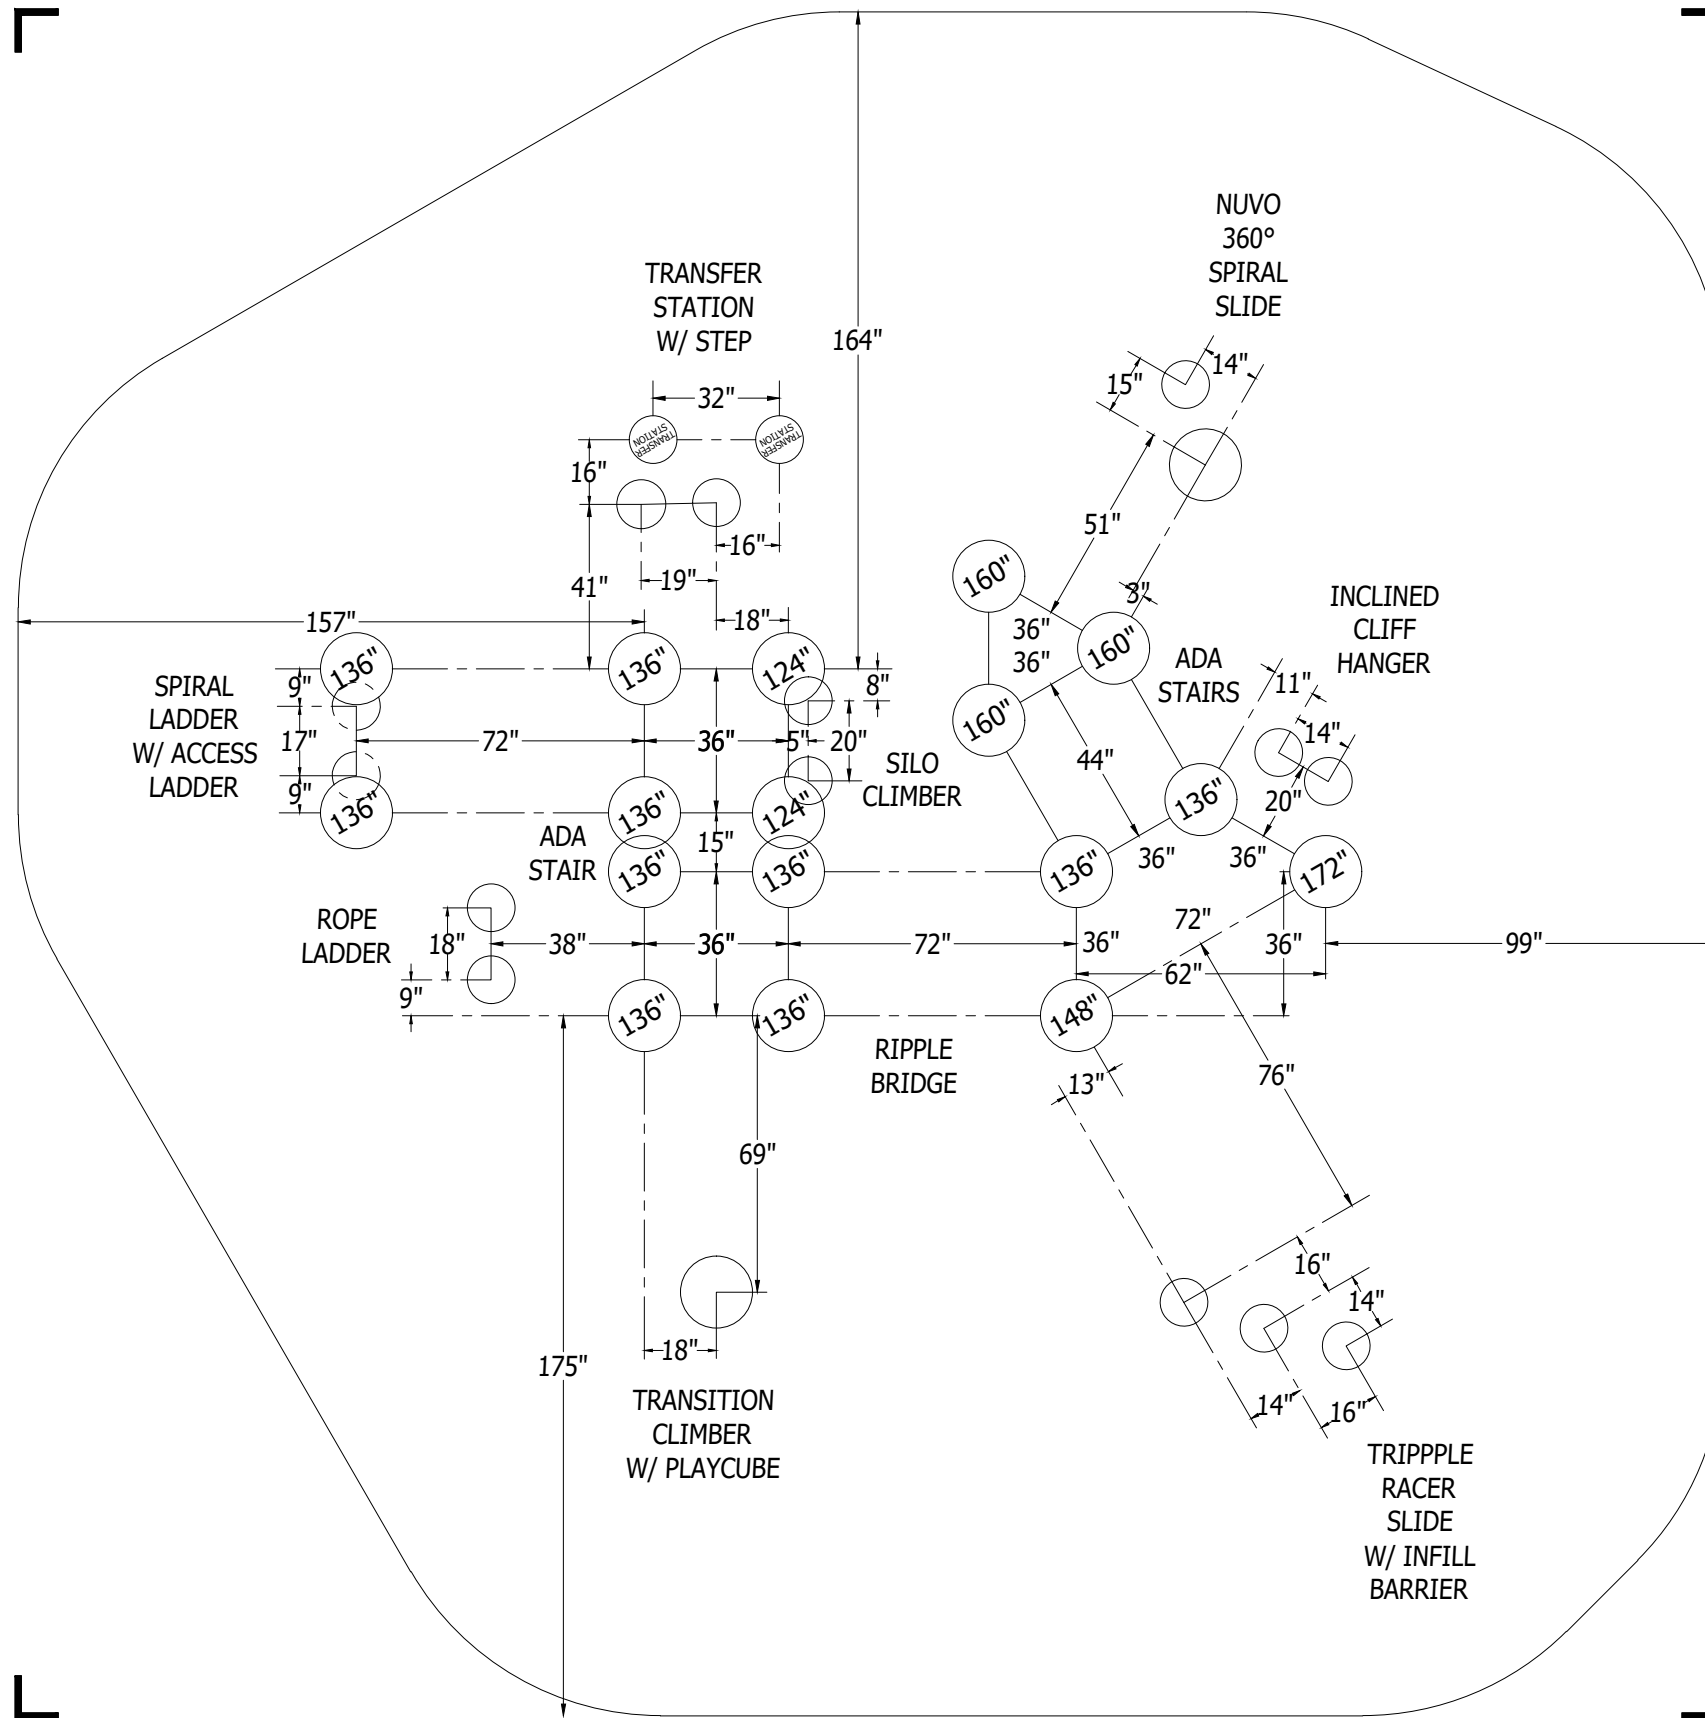 NUVO
360°
SPIRAL
SLIDE
TRANSFER
STATION
W/ STEP
164"
14"
15"
32"
TRANSFER
STATION
TRANSFER
STATION
16"
51"
16"
19"
41"
160"
3"
INCLINED
CLIFF
HANGER
157"
18"
36"
36"
160"
ADA
STAIRS
136"
136"
124"
SPIRAL
LADDER
W/ ACCESS
LADDER
9"
17"
9"
8"
11"
160"
14"
72"
36"
5"
20"
44"
SILO
CLIMBER
20"
136"
136"
136"
124"
ADA
STAIR
15"
36"
36"
136"
136"
136"
172"
ROPE
LADDER
18"
38"
36"
72"
36"
72"
36"
99"
62"
9"
136"
136"
148"
RIPPLE
BRIDGE
13"
76"
69"
16"
14"
18"
175"
14"
16"
TRANSITION
CLIMBER
W/ PLAYCUBE
TRIPPPLE
RACER
SLIDE
W/ INFILL
BARRIER